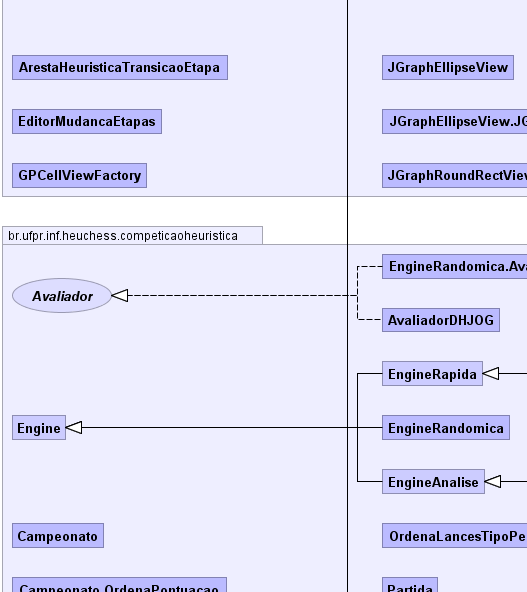 ArestaHeuristicaTransicaoEtapa
JGraphEllipseView
EditorMudancaEtapas
JGraphEllipseView.JG
GPCellViewFactory
JGraphRoundRectView
br.ufpr.inf.heuchess.competicaoheuristica
Avaliador
EngineRandomica.Ava
AvaliadorDHJOG
EngineRapida
Engine
EngineRandomica
EngineAnalise
Campeonato
OrdenaLancesTipoPe
Campeonato.OrdenaPontuacao
Partida